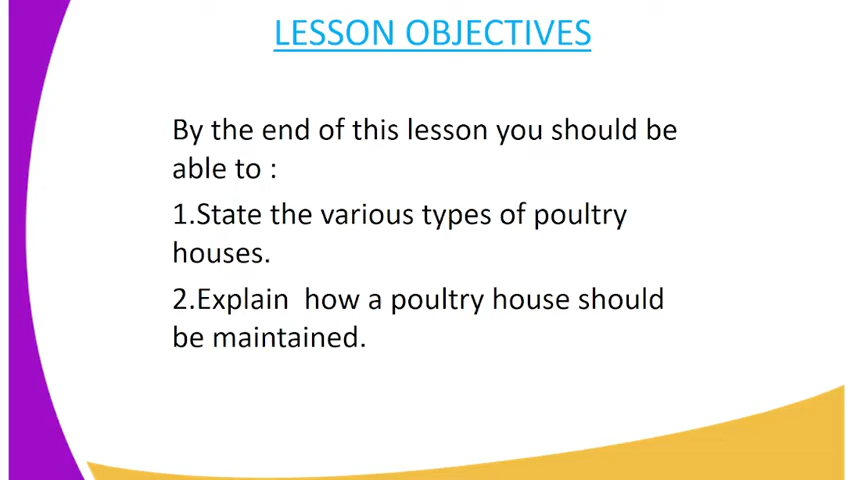 LESSON OBJECTIVES
By the end of this lesson you should be
able to :
1.State the various types of poultry
houses.
2.Explain  how a poultry house should
be maintained.